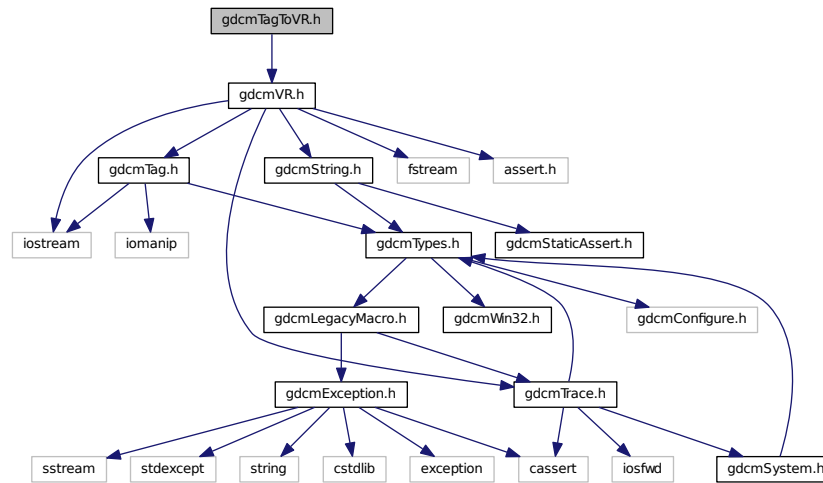 gdcmTagToVR.h
gdcmVR.h
gdcmTag.h
gdcmString.h
fstream
assert.h
iostream
iomanip
gdcmTypes.h
gdcmStaticAssert.h
gdcmLegacyMacro.h
gdcmWin32.h
gdcmConfigure.h
gdcmException.h
gdcmTrace.h
sstream
stdexcept
string
cstdlib
exception
cassert
iosfwd
gdcmSystem.h